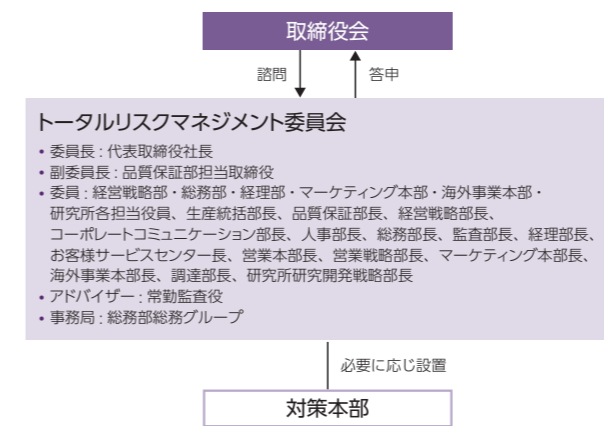 取締役会
諮問
答申
トータルリスクマネジメント委員会
• 委員長 : 代表取締役社長
• 副委員長 : 品質保証部担当取締役
• 委員 : 経営戦略部・総務部・経理部・マーケティング本部・海外事業本部・
研究所各担当役員、生産統括部長、品質保証部長、経営戦略部長、
コーポレートコミュニケーション部長、人事部長、総務部長、監査部長、経理部長、
お客様サービスセンター長、営業本部長、営業戦略部長、マーケティング本部長、
海外事業本部長、調達部長、研究所研究開発戦略部長
• アドバイザー : 常勤監査役
• 事務局 : 総務部総務グループ
必要に応じ設置
対策本部